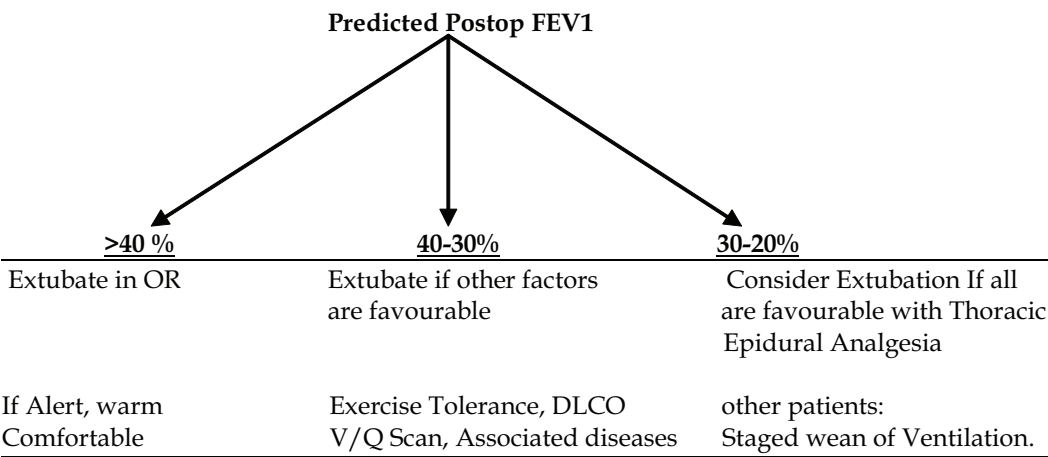 Predicted Postop FEV1
>40 % 40-30% 30-20%
Extubate in OR Extubate if other factors Consider Extubation If all
are favourable are favourable with Thoracic
Epidural Analgesia
If Alert, warm Exercise Tolerance, DLCO other patients:
Comfortable V/Q Scan, Associated diseases Staged wean of Ventilation.